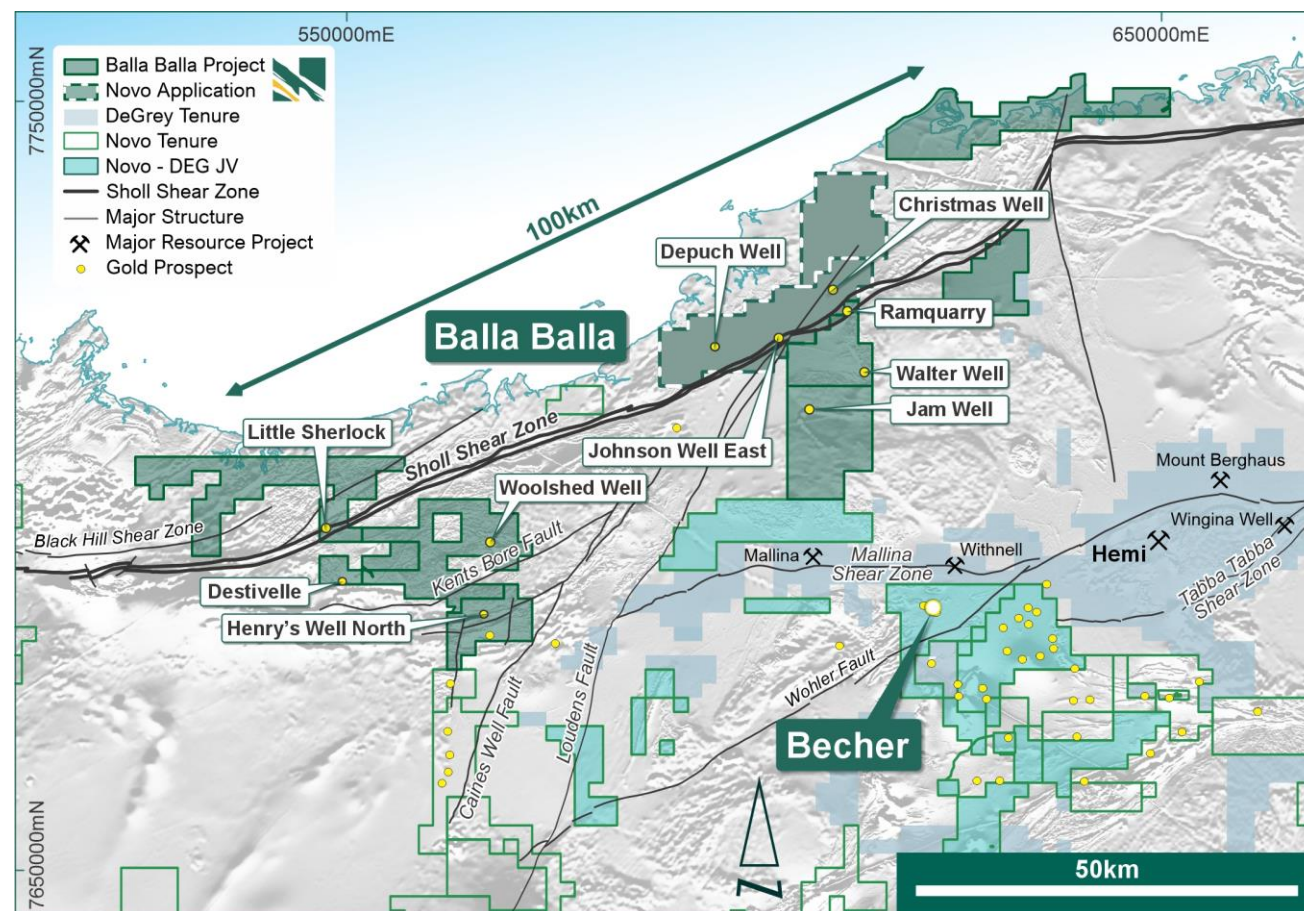 550000mE
650000mE
7750000mN
7650000mN
Balla Balla Project
Novo Application
DeGrey Tenure
Novo Tenure
Novo - DEG JV
Sholl Shear Zone
Major Structure
Major Resource Project
Gold Prospect
100km
Balla Balla
Christmas Well
Depuch Well
Ramquarry
Walter Well
Jam Well
Johnson Well East
Little Sherlock
Sholl Shear Zone
Woolshed Well
Black Hill Shear Zone
Kents Bore Fault
Destivelle
Henry's Well North
Mount Berghaus
Wingina Well
Hemi
Mallina
Mallina
Shear Zone
Withnell
Tabba Tabba
Shear Zone
Wohler Fault
Loudens Fault
Caines Well Fault
Becher
N
50km